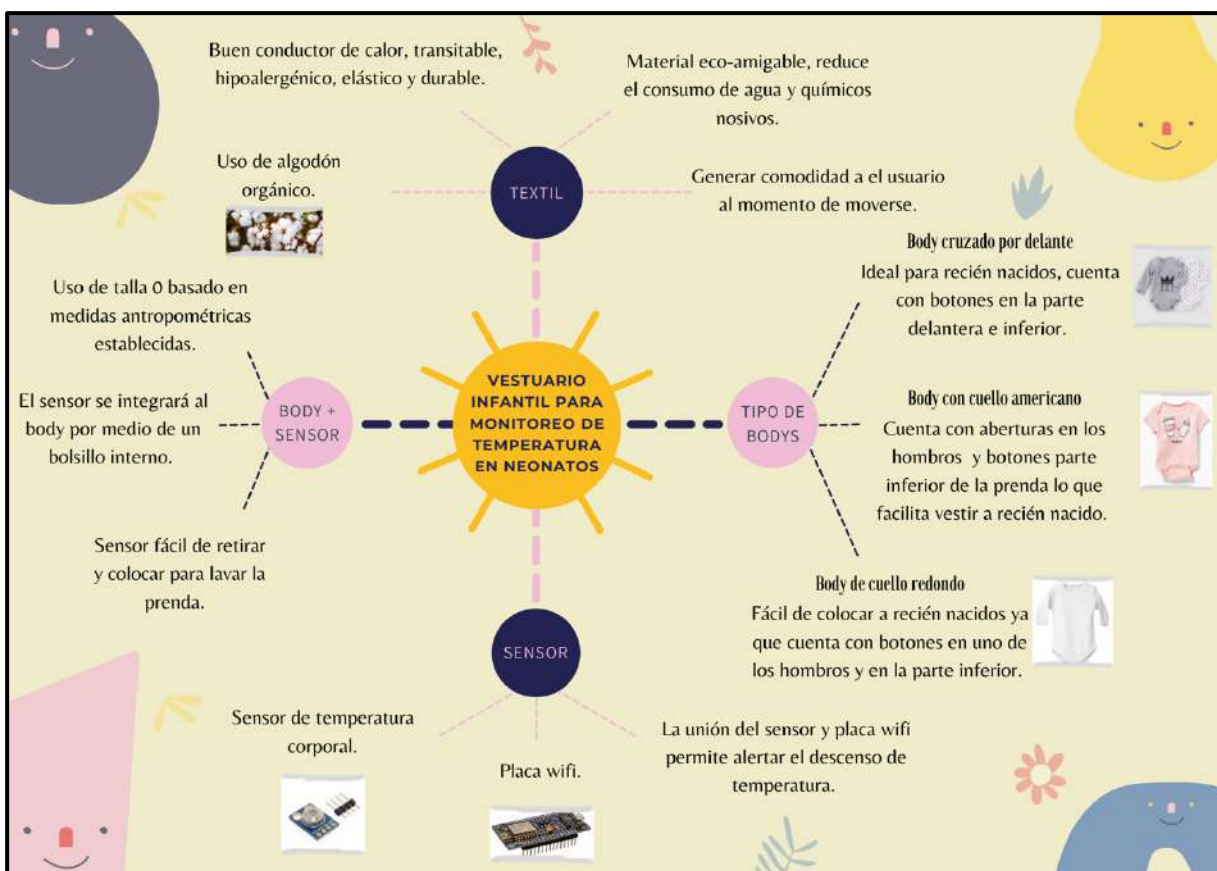 Buen conductor de calor, transitable,
hipoalergénico, elástico y durable.
Material eco-amigable, reduce
el consumo de agua y químicos
nosivos.
Uso de algodón
orgánico.
TEXTIL
Generar comodidad a el usuario
al momento de moverse.
Uso de talla 0 basado en
medidas antropométricas
establecidas.
El sensor se integrará al
body por medio de un
bolsillo interno.
Sensor fácil de retirar
y colocar para lavar la
prenda.
BODY +
SENSOR
VESTUARIO
INFANTIL PARA
MONITOREO DE
TEMPERATURA
EN NEONATOS
TIPO DE
BODYS
Body cruzado por delante
Ideal para recién nacidos, cuenta
con botones en la parte
delantera e inferior.
Body con cuello americano
Cuenta con aberturas en los
hombros y botones parte
inferior de la prenda lo que
facilita vestir a recién nacido.
Body de cuello redondo
Fácil de colocar a recién nacidos ya
que cuenta con botones en uno de
los hombros y en la parte inferior.
SENSOR
Sensor de temperatura
corporal.
Placa wifi.
La unión del sensor y placa wifi
permite alertar el descenso de
temperatura.